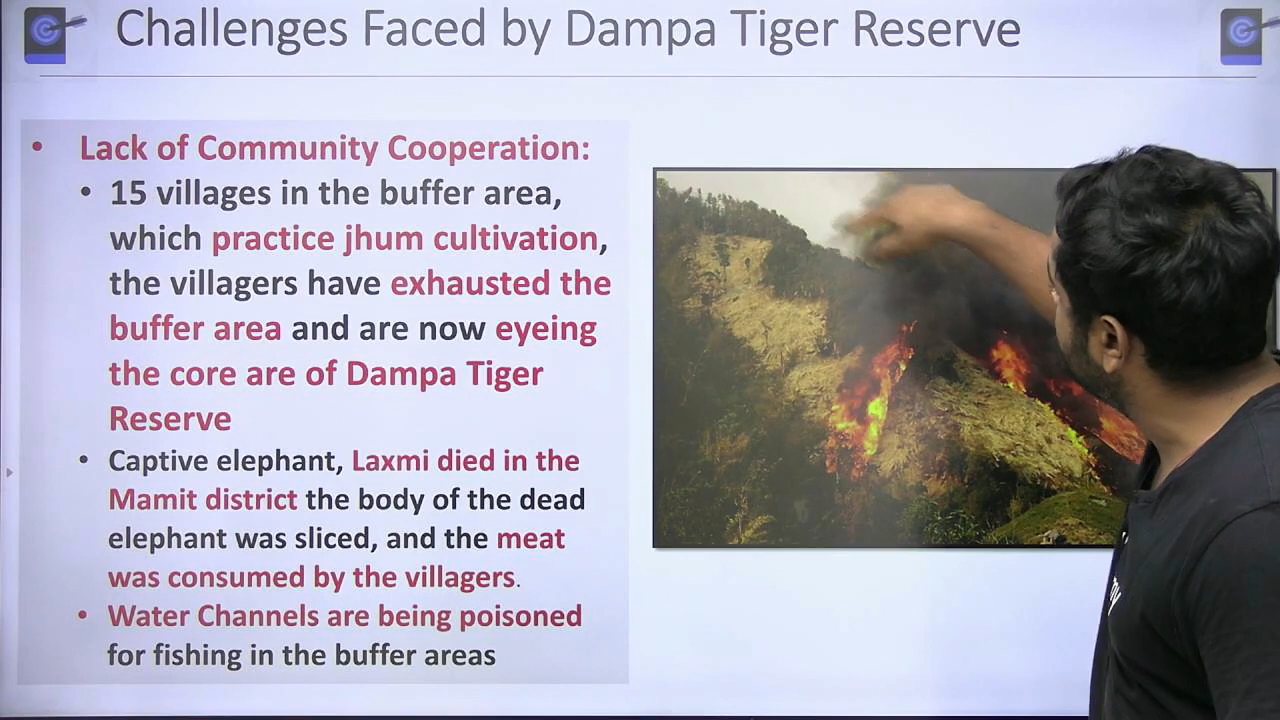 Challenges Faced by Dampa Tiger Reserve
• Lack of Community Cooperation:
• 15 villages in the buffer area,
which practice jhum cultivation,
the villagers have exhausted the
buffer area and are now eyeing
the core are of Dampa Tiger
Reserve
• Captive elephant, Laxmi died in the
Mamit district the body of the dead
elephant was sliced, and the meat
was consumed by the villagers.
• Water Channels are being poisoned
for fishing in the buffer areas